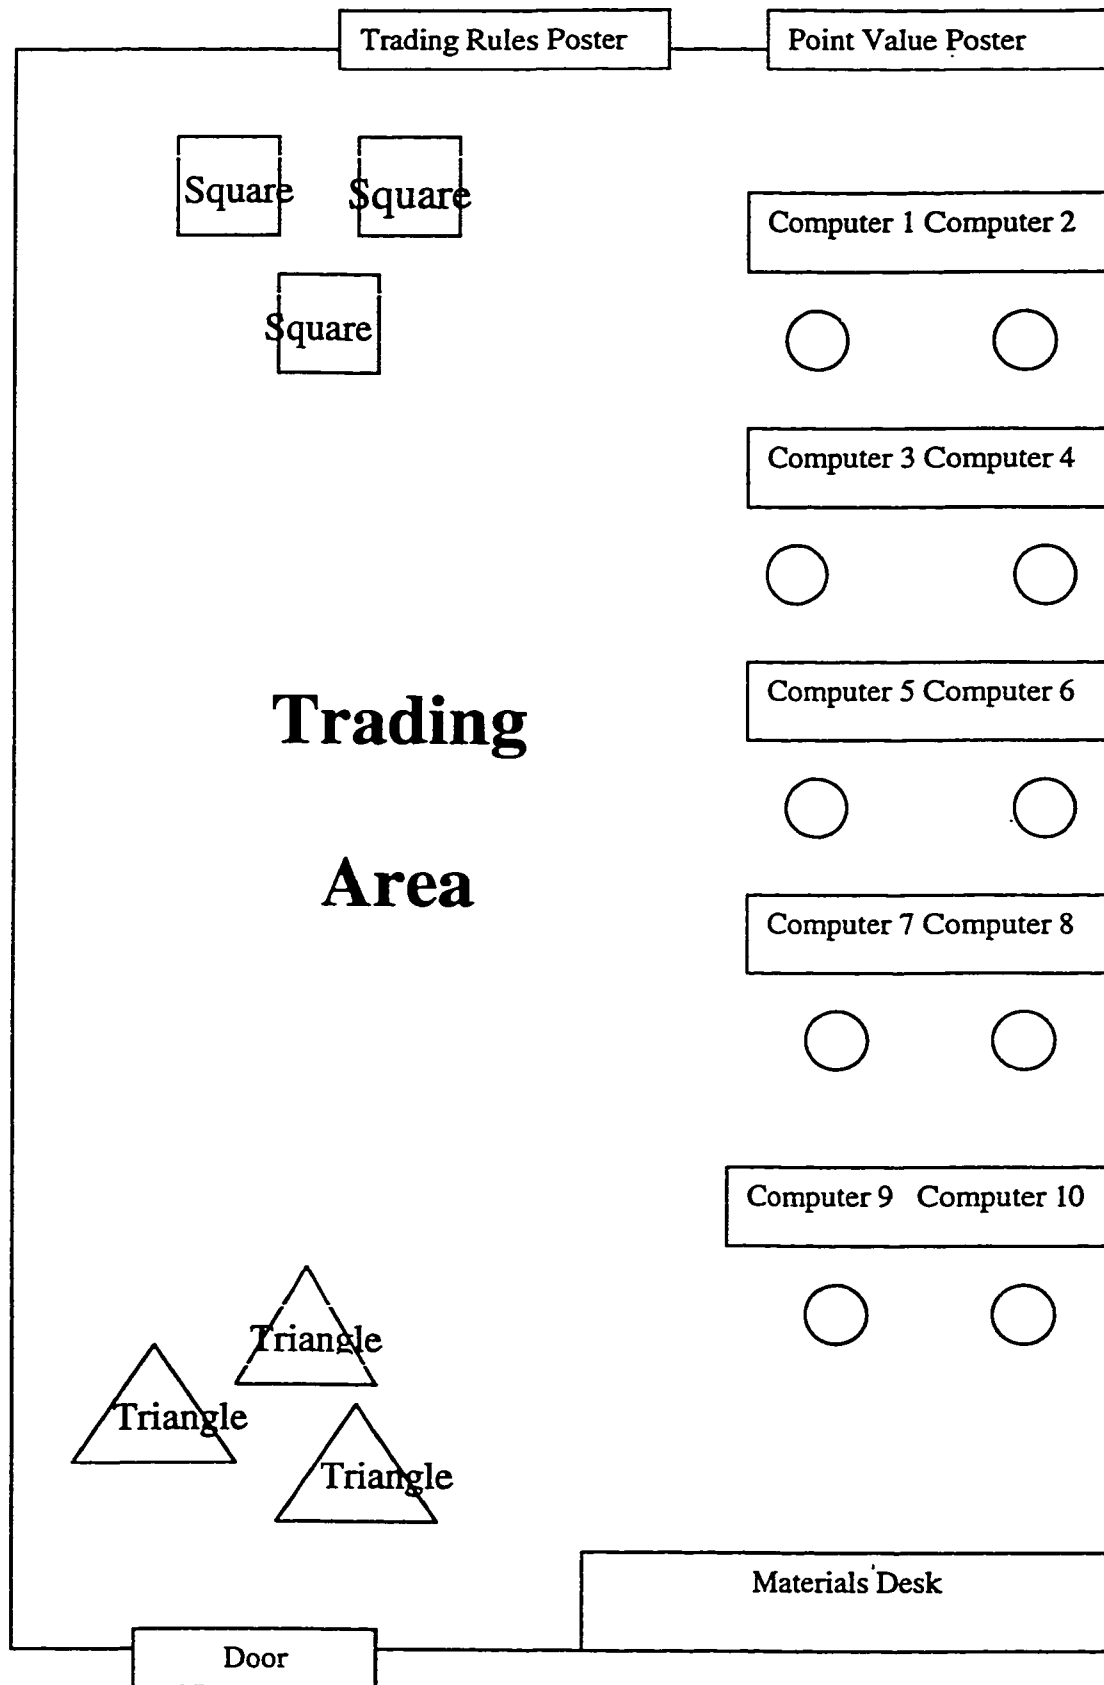 Trading Rules Poster
Point Value Poster
Square
Square
Square
Computer 1 Computer 2
Computer 3 Computer 4
Trading
Area
Computer 5 Computer 6
Computer 7 Computer 8
Computer 9 Computer 10
Triangle
Triangle
Triangle
Materials Desk
Door